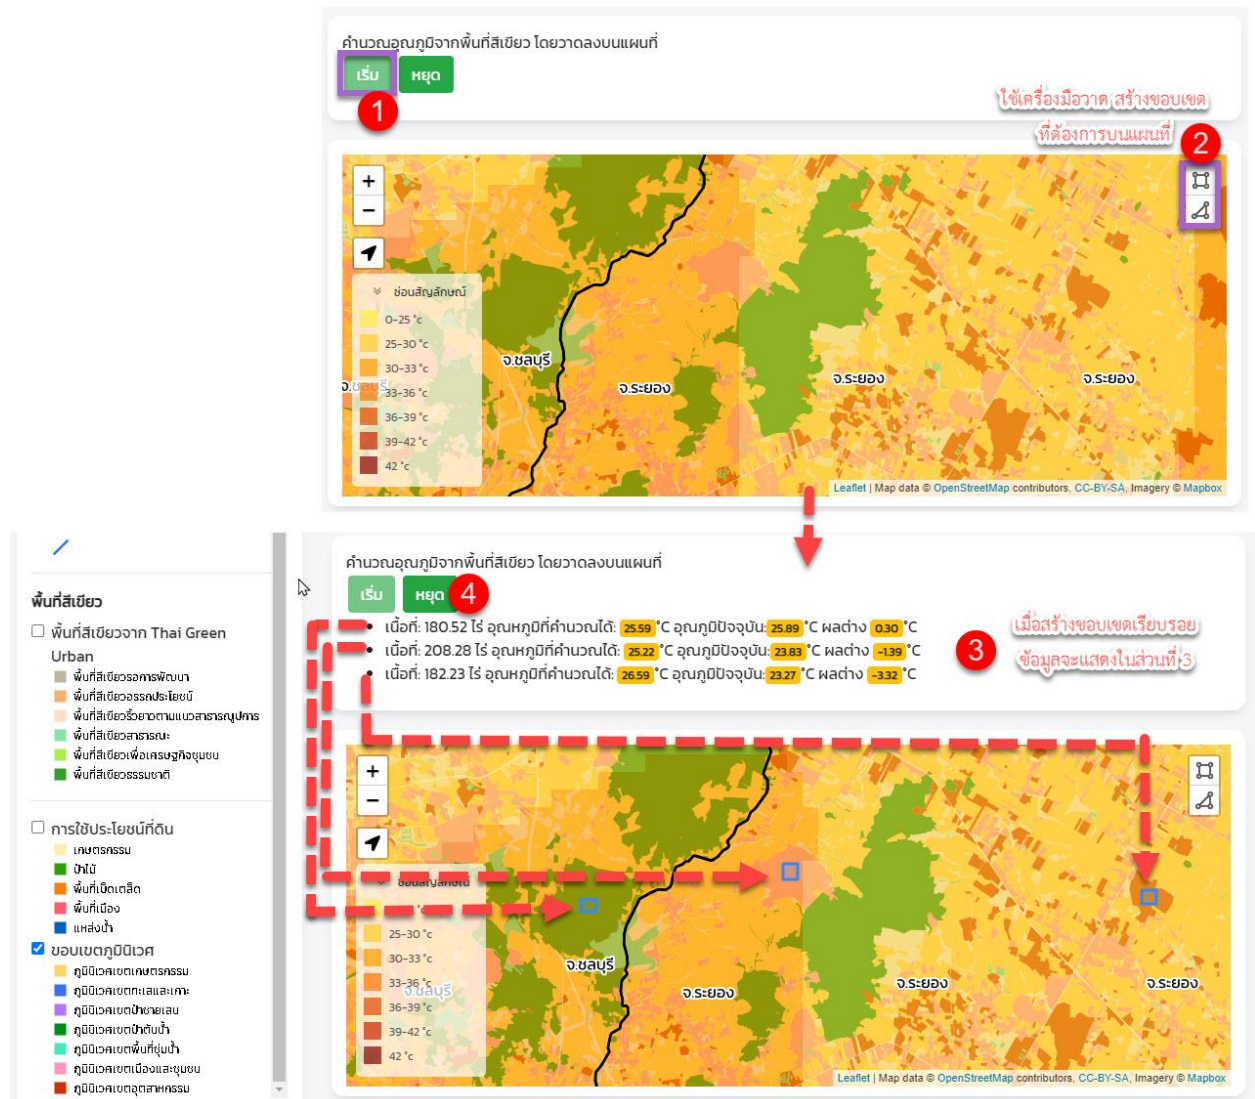 คำนวณอุณภูมิจากพื้นที่สีเขียว โดยวาดลงบนแผนที่
เริ่ม หยุด
1
ใช้เครื่องมือวาด สร้างขอบเขต
ที่ต้องการบนแผนที่
2
+
−
ซ่อนสัญลักษณ์
0-25 °c
25-30 °c
30-33 °c
33-36 °c
36-39 °c
39-42 °c
42 °c
จ.ชลบุรี
จ.ชลบุรี
จ.ระยอง
จ.ระยอง
จ.ระยอง
Leaflet | Map data © OpenStreetMap contributors, CC-BY-SA, Imagery © Mapbox
พื้นที่สีเขียว
พื้นที่สีเขียวจาก Thai Green
Urban
พื้นที่สีเขียวรอการพัฒนา
พื้นที่สีเขียวอรรถประโยชน์
พื้นที่สีเขียวริ้วยาวตามแนวสาธารณูปการ
พื้นที่สีเขียวสาธารณะ
พื้นที่สีเขียวเพื่อเศรษฐกิจชุมชน
พื้นที่สีเขียวธรรมชาติ
การใช้ประโยชน์ที่ดิน
เกษตรกรรม
ป่าไม้
พื้นที่เบ็ดเตล็ด
พื้นที่เมือง
แหล่งน้ำ
ขอบเขตภูมินิเวศ
ภูมินิเวศเขตเกษตรกรรม
ภูมินิเวศเขตทะเลและเกาะ
ภูมินิเวศเขตป่าชายเลน
ภูมินิเวศเขตป่าต้นน้ำ
ภูมินิเวศเขตพื้นที่ชุ่มน้ำ
ภูมินิเวศเขตเมืองและชุมชน
ภูมินิเวศเขตอุตสาหกรรม
คำนวณอุณภูมิจากพื้นที่สีเขียว โดยวาดลงบนแผนที่
เริ่ม หยุด 4
เนื้อที่: 180.52 ไร่ อุณหภูมิที่คำนวณได้: 25.59 °C อุณภูมิปัจจุบัน: 25.89 °C ผลต่าง 0.30 °C
เนื้อที่: 208.28 ไร่ อุณหภูมิที่คำนวณได้: 25.22 °C อุณภูมิปัจจุบัน: 23.83 °C ผลต่าง -1.39 °C
เนื้อที่: 182.23 ไร่ อุณหภูมิที่คำนวณได้: 26.59 °C อุณภูมิปัจจุบัน: 23.27 °C ผลต่าง -3.32 °C
3
เมื่อสร้างขอบเขตเรียบรอย
ข้อมูลจะแสดงในส่วนที่ 3
+
−
ซ่อนสัญลักษณ์
25-30 °c
30-33 °c
33-36 °c
36-39 °c
39-42 °c
42 °c
จ.ชลบุรี
จ.ชลบุรี
จ.ระยอง
จ.ระยอง
จ.ระยอง
Leaflet | Map data © OpenStreetMap contributors, CC-BY-SA, Imagery © Mapbox